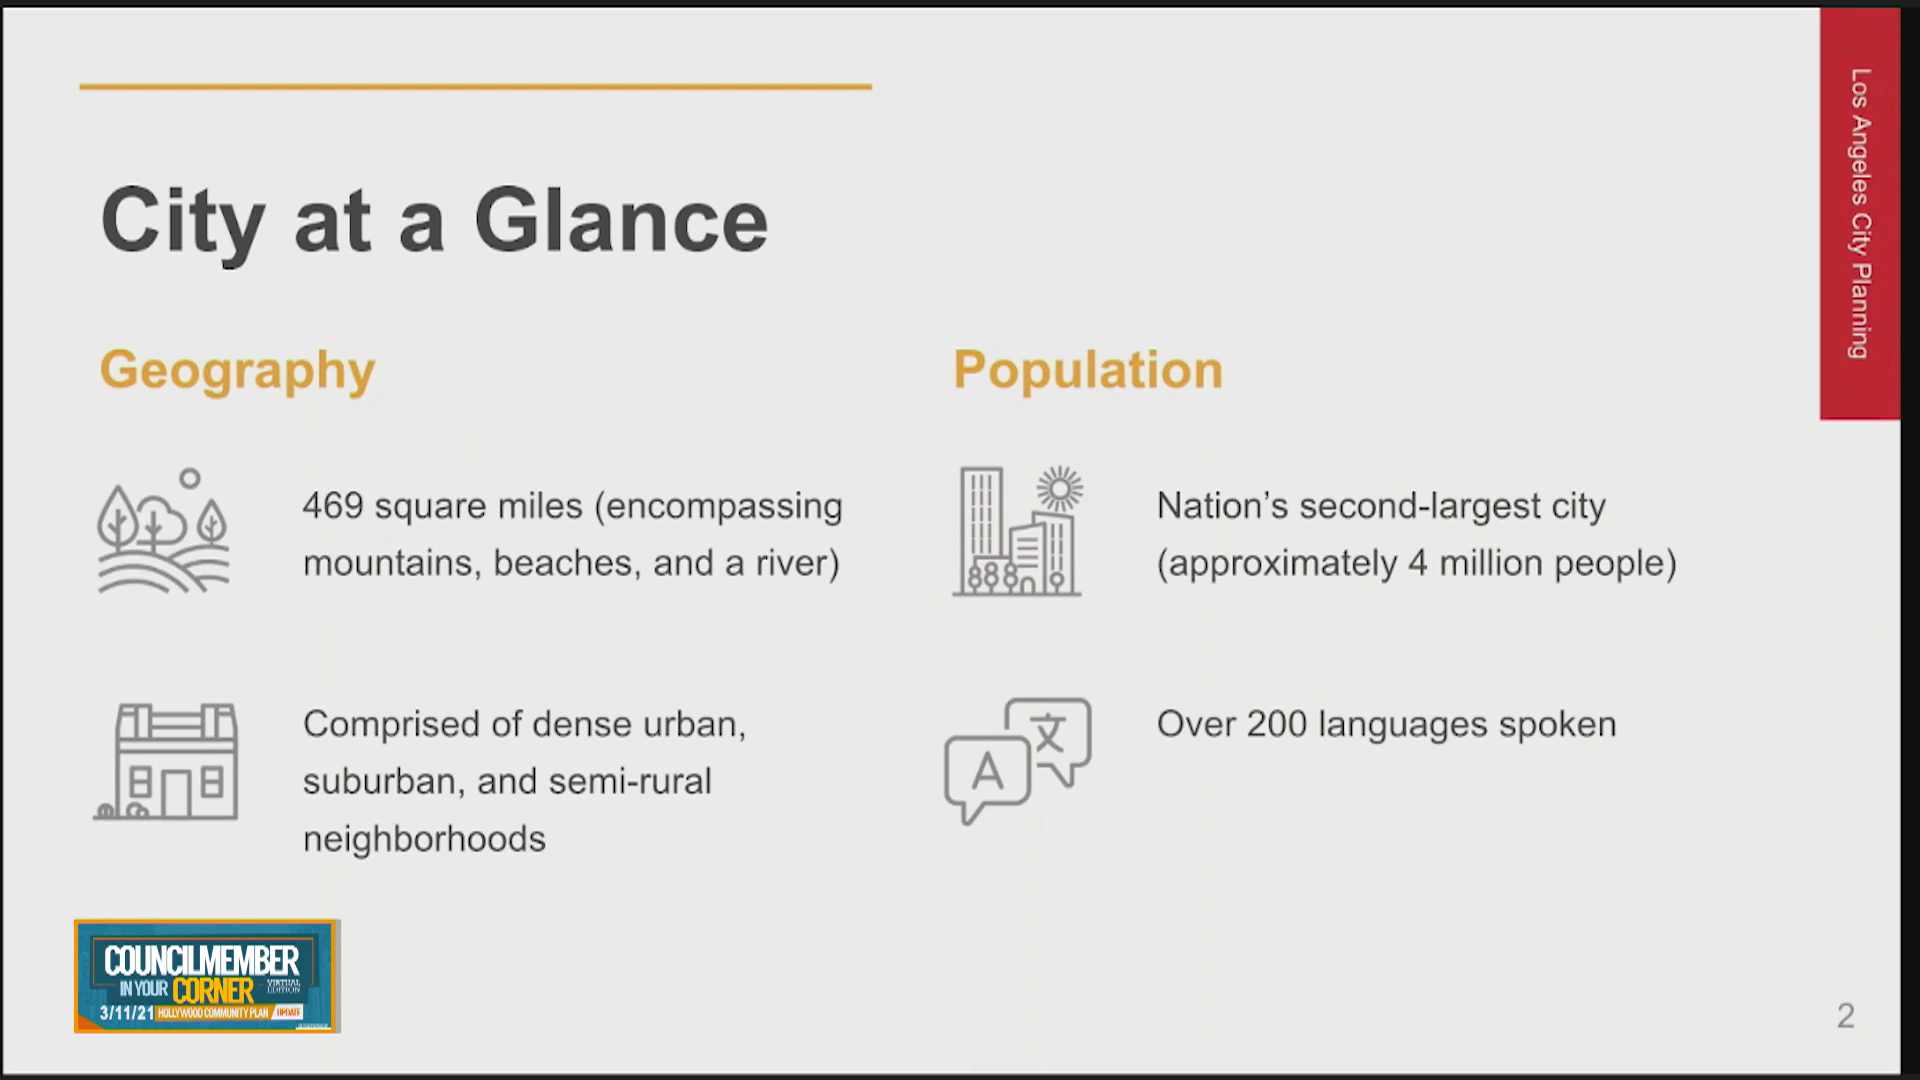 City at a Glance
Geography
469 square miles (encompassing
mountains, beaches, and a river)
Comprised of dense urban,
suburban, and semi-rural
neighborhoods
Population
Nation’s second-largest city
(approximately 4 million people)
A
文
Over 200 languages spoken
Los Angeles City Planning
COUNCILMEMBER
IN YOUR CORNER VIRTUAL EDITION
3/11/21 HOLLYWOOD COMMUNITY PLAN UPDATE
2